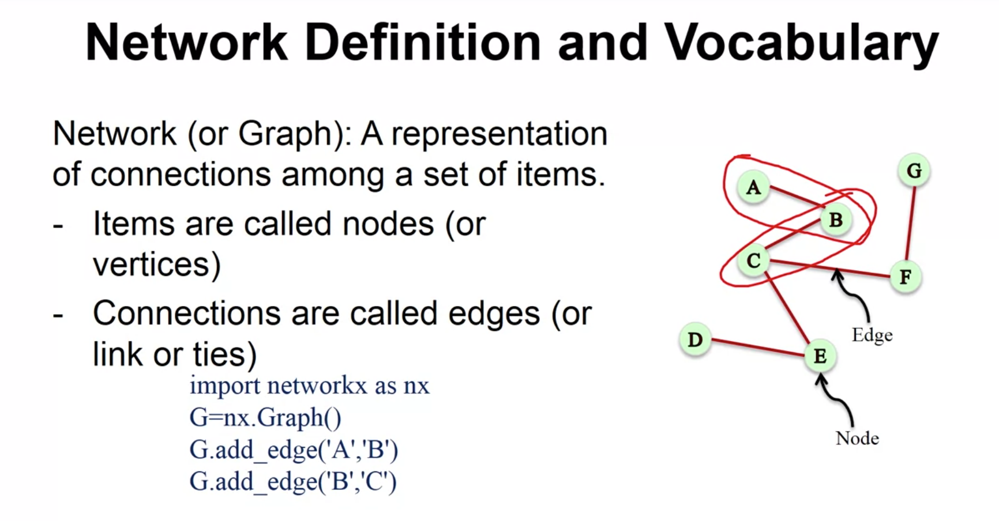 Network Definition and Vocabulary
Network (or Graph): A representation
of connections among a set of items.
- Items are called nodes (or
vertices)
- Connections are called edges (or
link or ties)
import networkx as nx
G=nx.Graph()
G.add_edge('A','B')
G.add_edge('B','C')
A
B
C
D
E
F
G
Edge
Node